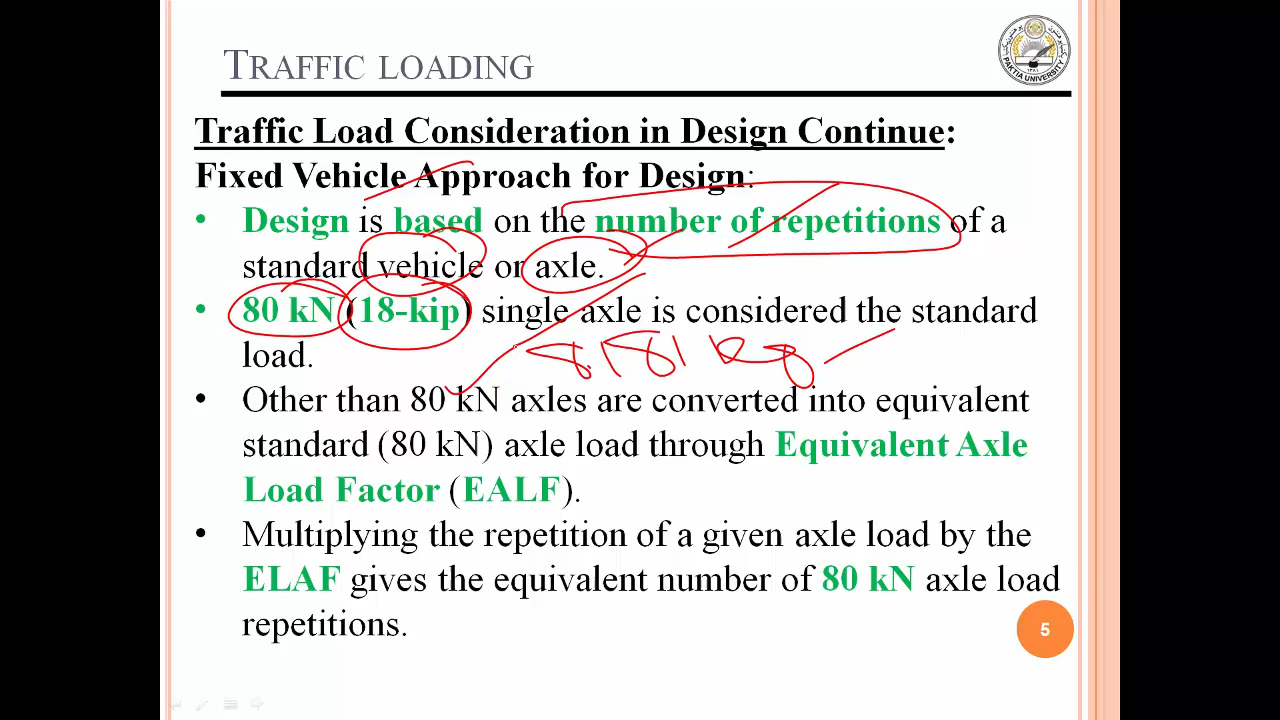 TRAFFIC LOADING
PAKTIA UNIVERSITY
Traffic Load Consideration in Design Continue:
Fixed Vehicle Approach for Design:
• Design is based on the number of repetitions of a
standard vehicle or axle.
• 80 kN (18-kip) single axle is considered the standard
load.
8181 kg
• Other than 80 kN axles are converted into equivalent
standard (80 kN) axle load through Equivalent Axle
Load Factor (EALF).
• Multiplying the repetition of a given axle load by the
ELAF gives the equivalent number of 80 kN axle load
repetitions.
5